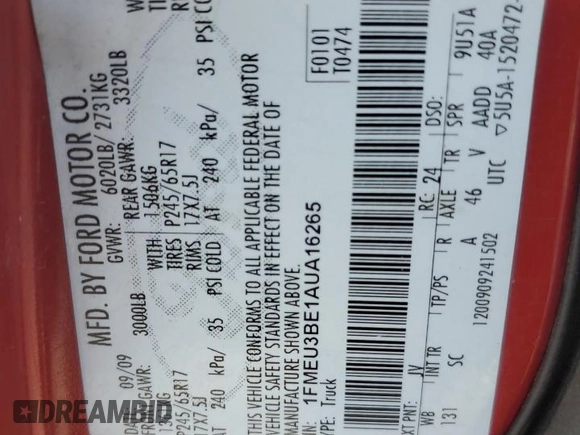 MFD. BY FORD MOTOR CO.
09/09 GVWR: 6020LB/ 2731KG
GAWR: 3000LB REAR GAWR: 3320LB
WITH 1506KG
P245/65R17 TIRES P245/65R17
17X7.5J RIMS 17X7.5J
AT 240 kPa/ 35 PSI COLD AT 240 kPa/ 35 PSI COLD
THIS VEHICLE CONFORMS TO ALL APPLICABLE FEDERAL MOTOR
VEHICLE SAFETY STANDARDS IN EFFECT ON THE DATE OF
MANUFACTURE SHOWN ABOVE.
1FMEU3BE1AUA16265
Truck
F0101
T0474
EXT PNT: JV RC: 24 DSO:
WB INT TR TP/PS R AXLE TR SPR 9U51A
131 SC A 46 V AADD 40A
1200909241502 UTC ▽5U5A-1520472-
DREAMBID